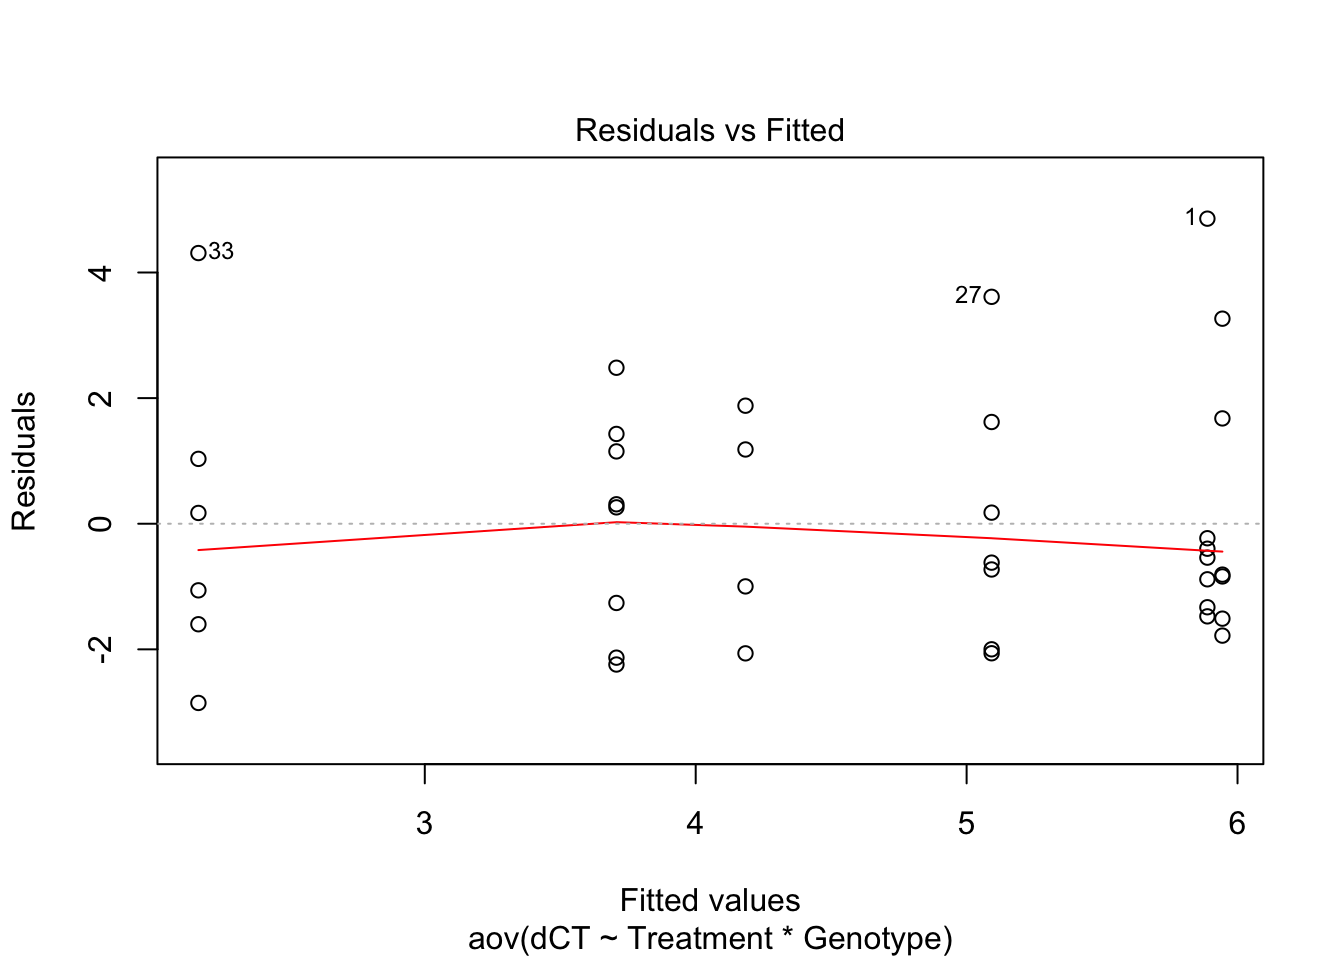 Residuals vs Fitted
Residuals
4
2
0
-2
33
27
1
3
4
5
6
Fitted values
aov(dCT ~ Treatment * Genotype)